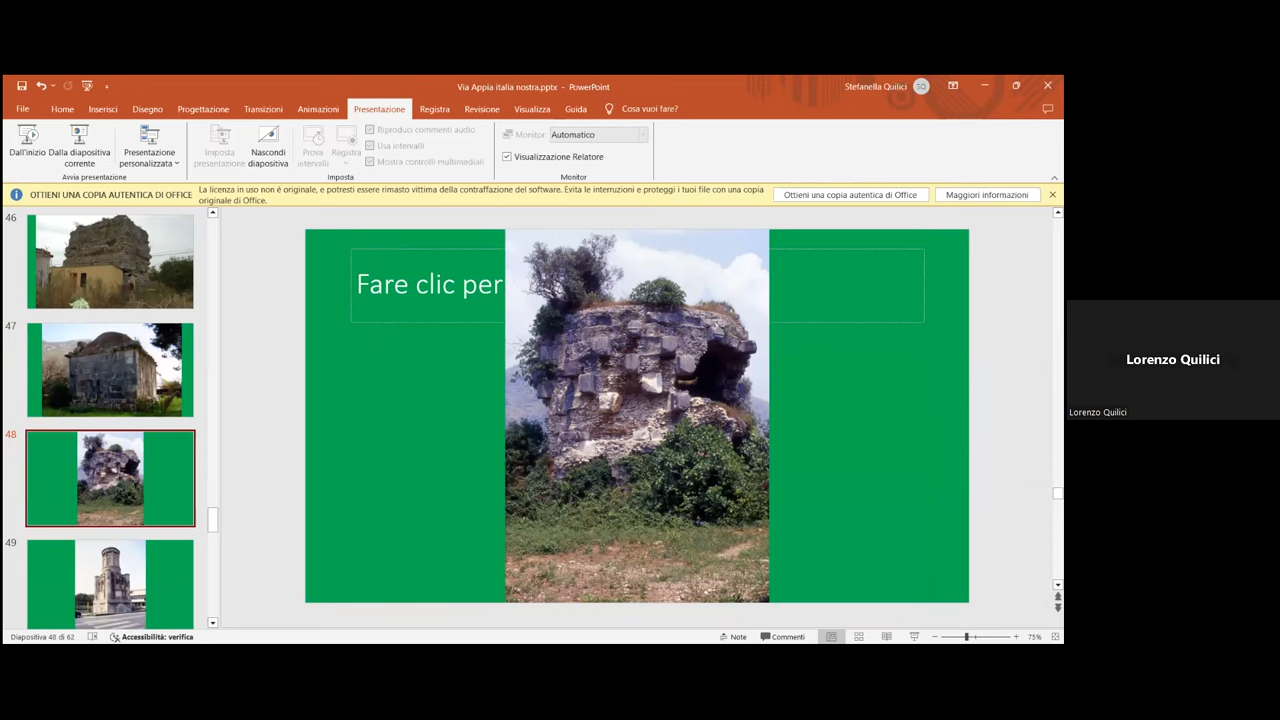 Via Appia italia nostra.pptx - PowerPoint
Stefanella Quilici
SQ
File Home Inserisci Disegno Progettazione Transizioni Animazioni Presentazione Registra Revisione Visualizza Guida Cosa vuoi fare?
Dall'inizio
Dalla diapositiva corrente
Presentazione personalizzata
Avvia presentazione
Imposta presentazione
Nascondi diapositiva
Prova intervalli
Registra
Riproduci commenti audio
Usa intervalli
Mostra controlli multimediali
Imposta
Monitor: Automatico
Visualizzazione Relatore
Monitor
OTTIENI UNA COPIA AUTENTICA DI OFFICE
La licenza in uso non è originale, e potresti essere rimasto vittima della contraffazione del software. Evita le interruzioni e proteggi i tuoi file con una copia
originale di Office.
Ottieni una copia autentica di Office
Maggiori informazioni
46
47
48
49
Fare clic per
Lorenzo Quilici
Lorenzo Quilici
Diapositiva 48 di 62
Accessibilità: verifica
Note
Commenti
75%